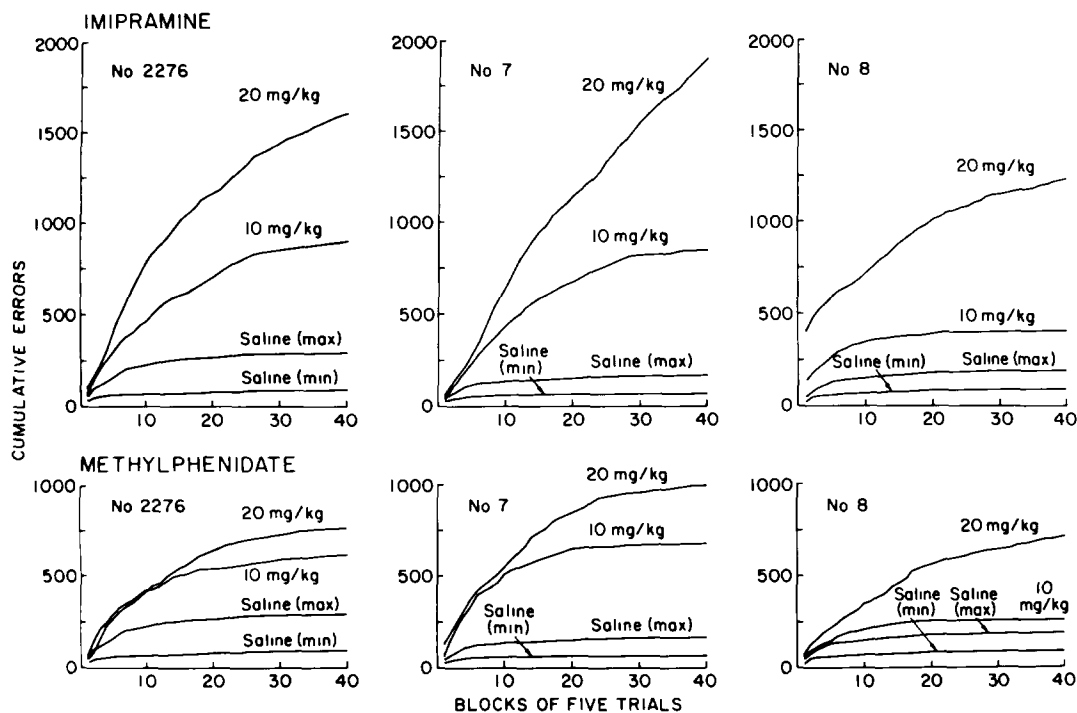 IMIPRAMINE
2000
1500
1000
500
0
No 2276
20 mg/kg
10 mg/kg
Saline (max)
Saline (min)
10
20
30
40
2000
1500
1000
500
0
No 7
20 mg/kg
10 mg/kg
Saline
(min)
Saline (max)
10
20
30
40
2000
1500
1000
500
0
No 8
20 mg/kg
10 mg/kg
Saline (min)
Saline (max)
10
20
30
40
CUMULATIVE ERRORS
METHYLPHENIDATE
1000
500
0
No 2276
20 mg/kg
10 mg/kg
Saline (max)
Saline (min)
10
20
30
40
1000
500
0
No 7
20 mg/kg
10 mg/kg
Saline
(min)
Saline (max)
10
20
30
40
1000
500
0
No 8
20 mg/kg
Saline
(min)
Saline
(max)
10
mg/kg
10
20
30
40
BLOCKS OF FIVE TRIALS